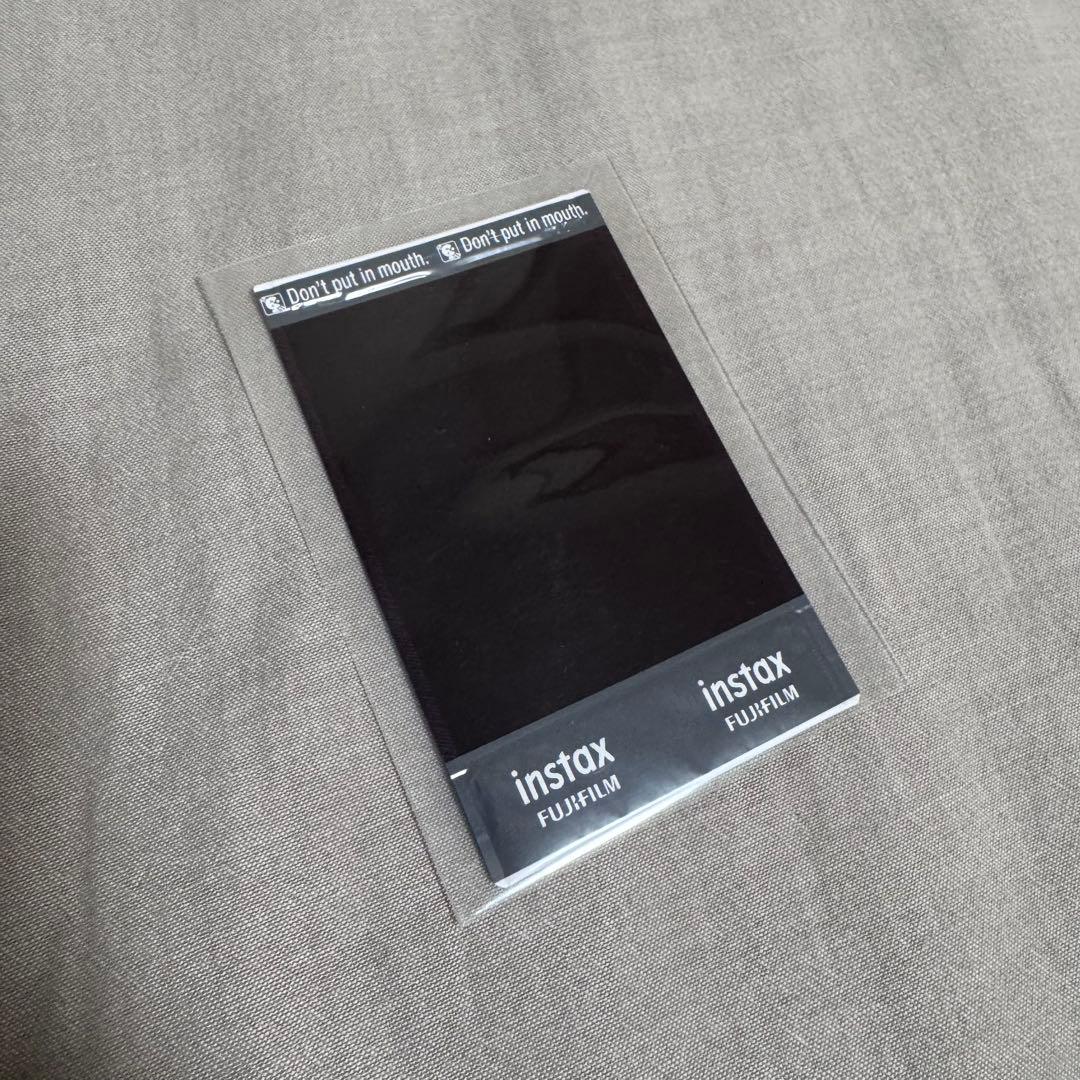 Don't put in mouth. Don't put in mouth.
instax
FUJIFILM
instax
FUJIFILM